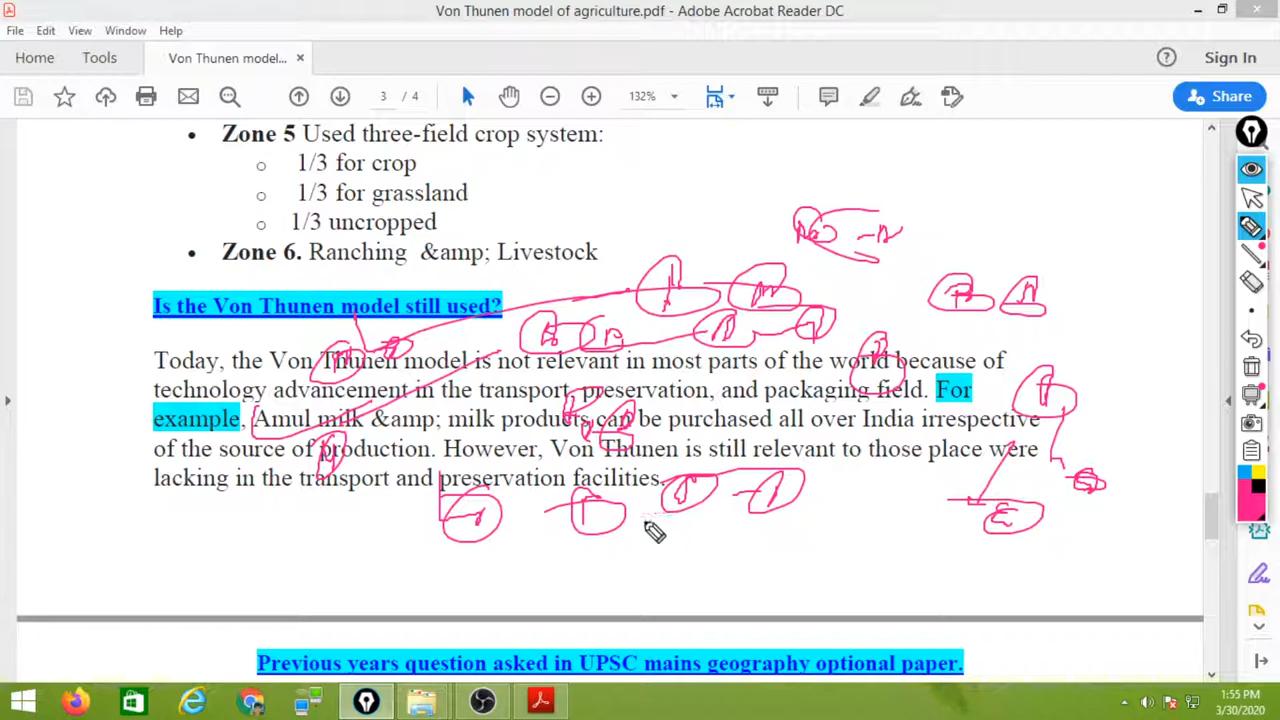 Von Thunen model of agriculture.pdf - Adobe Acrobat Reader DC
File Edit View Window Help
Home Tools Von Thunen model... × Sign In
3 / 4 132% Share
• Zone 5 Used three-field crop system:
o 1/3 for crop
o 1/3 for grassland
o 1/3 uncropped
• Zone 6. Ranching &amp; Livestock
Is the Von Thunen model still used?
Today, the Von Thunen model is not relevant in most parts of the world because of
technology advancement in the transport, preservation, and packaging field. For
example, Amul milk &amp; milk products can be purchased all over India irrespective
of the source of production. However, Von Thunen is still relevant to those place were
lacking in the transport and preservation facilities.
Previous years question asked in UPSC mains geography optional paper.
1:55 PM
3/30/2020